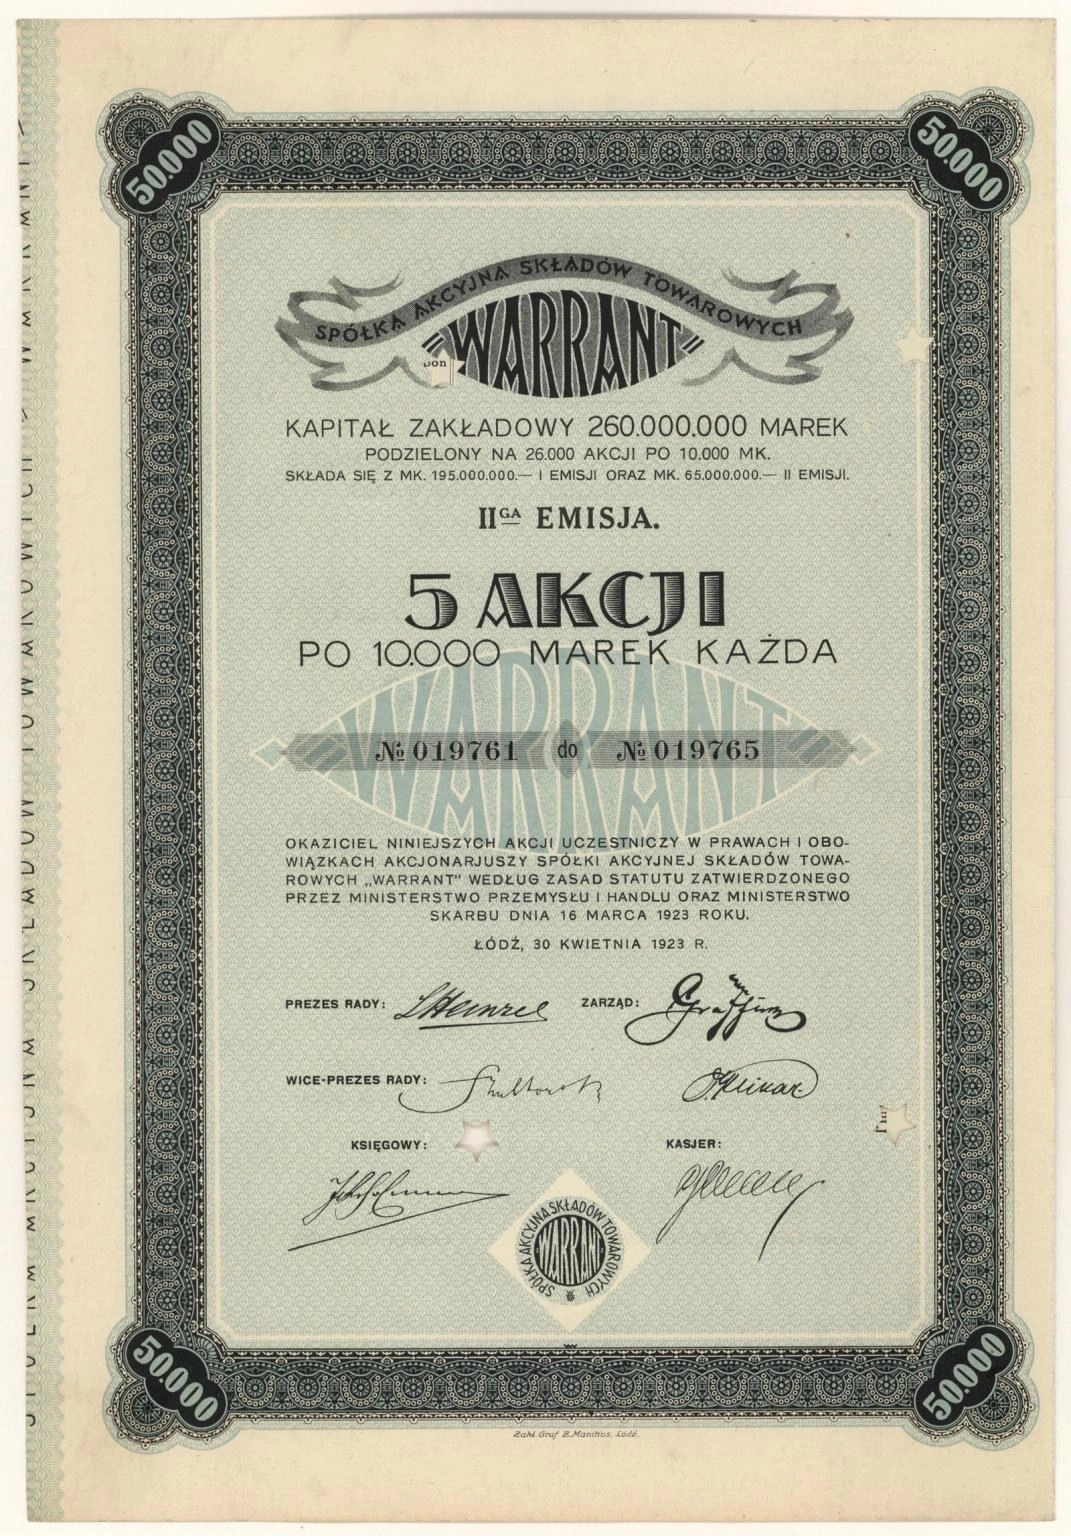 50.000
50.000
SPÓŁKA AKCYJNA SKŁADÓW TOWAROWYCH
"WARRANT"
KAPITAŁ ZAKŁADOWY 260.000.000 MAREK
PODZIELONY NA 26.000 AKCJI PO 10.000 MK.
SKŁADA SIĘ Z MK. 195.000.000.— I EMISJI ORAZ MK. 65.000.000.— II EMISJI.
IIGA EMISJA.
5 AKCJI
PO 10.000 MAREK KAŻDA
WARRANT
№ 019761 do № 019765
OKAZICIEL NINIEJSZYCH AKCJI UCZESTNICZY W PRAWACH I OBO-
WIĄZKACH AKCJONARJUSZY SPÓŁKI AKCYJNEJ SKŁADÓW TOWA-
ROWYCH „WARRANT" WEDŁUG ZASAD STATUTU ZATWIERDZONEGO
PRZEZ MINISTERSTWO PRZEMYSŁU I HANDLU ORAZ MINISTERSTWO
SKARBU DNIA 16 MARCA 1923 ROKU.
ŁÓDŹ, 30 KWIETNIA 1923 R.
PREZES RADY: ZARZĄD:
WICE-PREZES RADY:
KSIĘGOWY: KASJER:
SPÓŁKA AKCYJNA SKŁADÓW TOWAROWYCH
WARRANT
50.000
50.000
Zakł. Graf. Z. Manitius, Łódź.